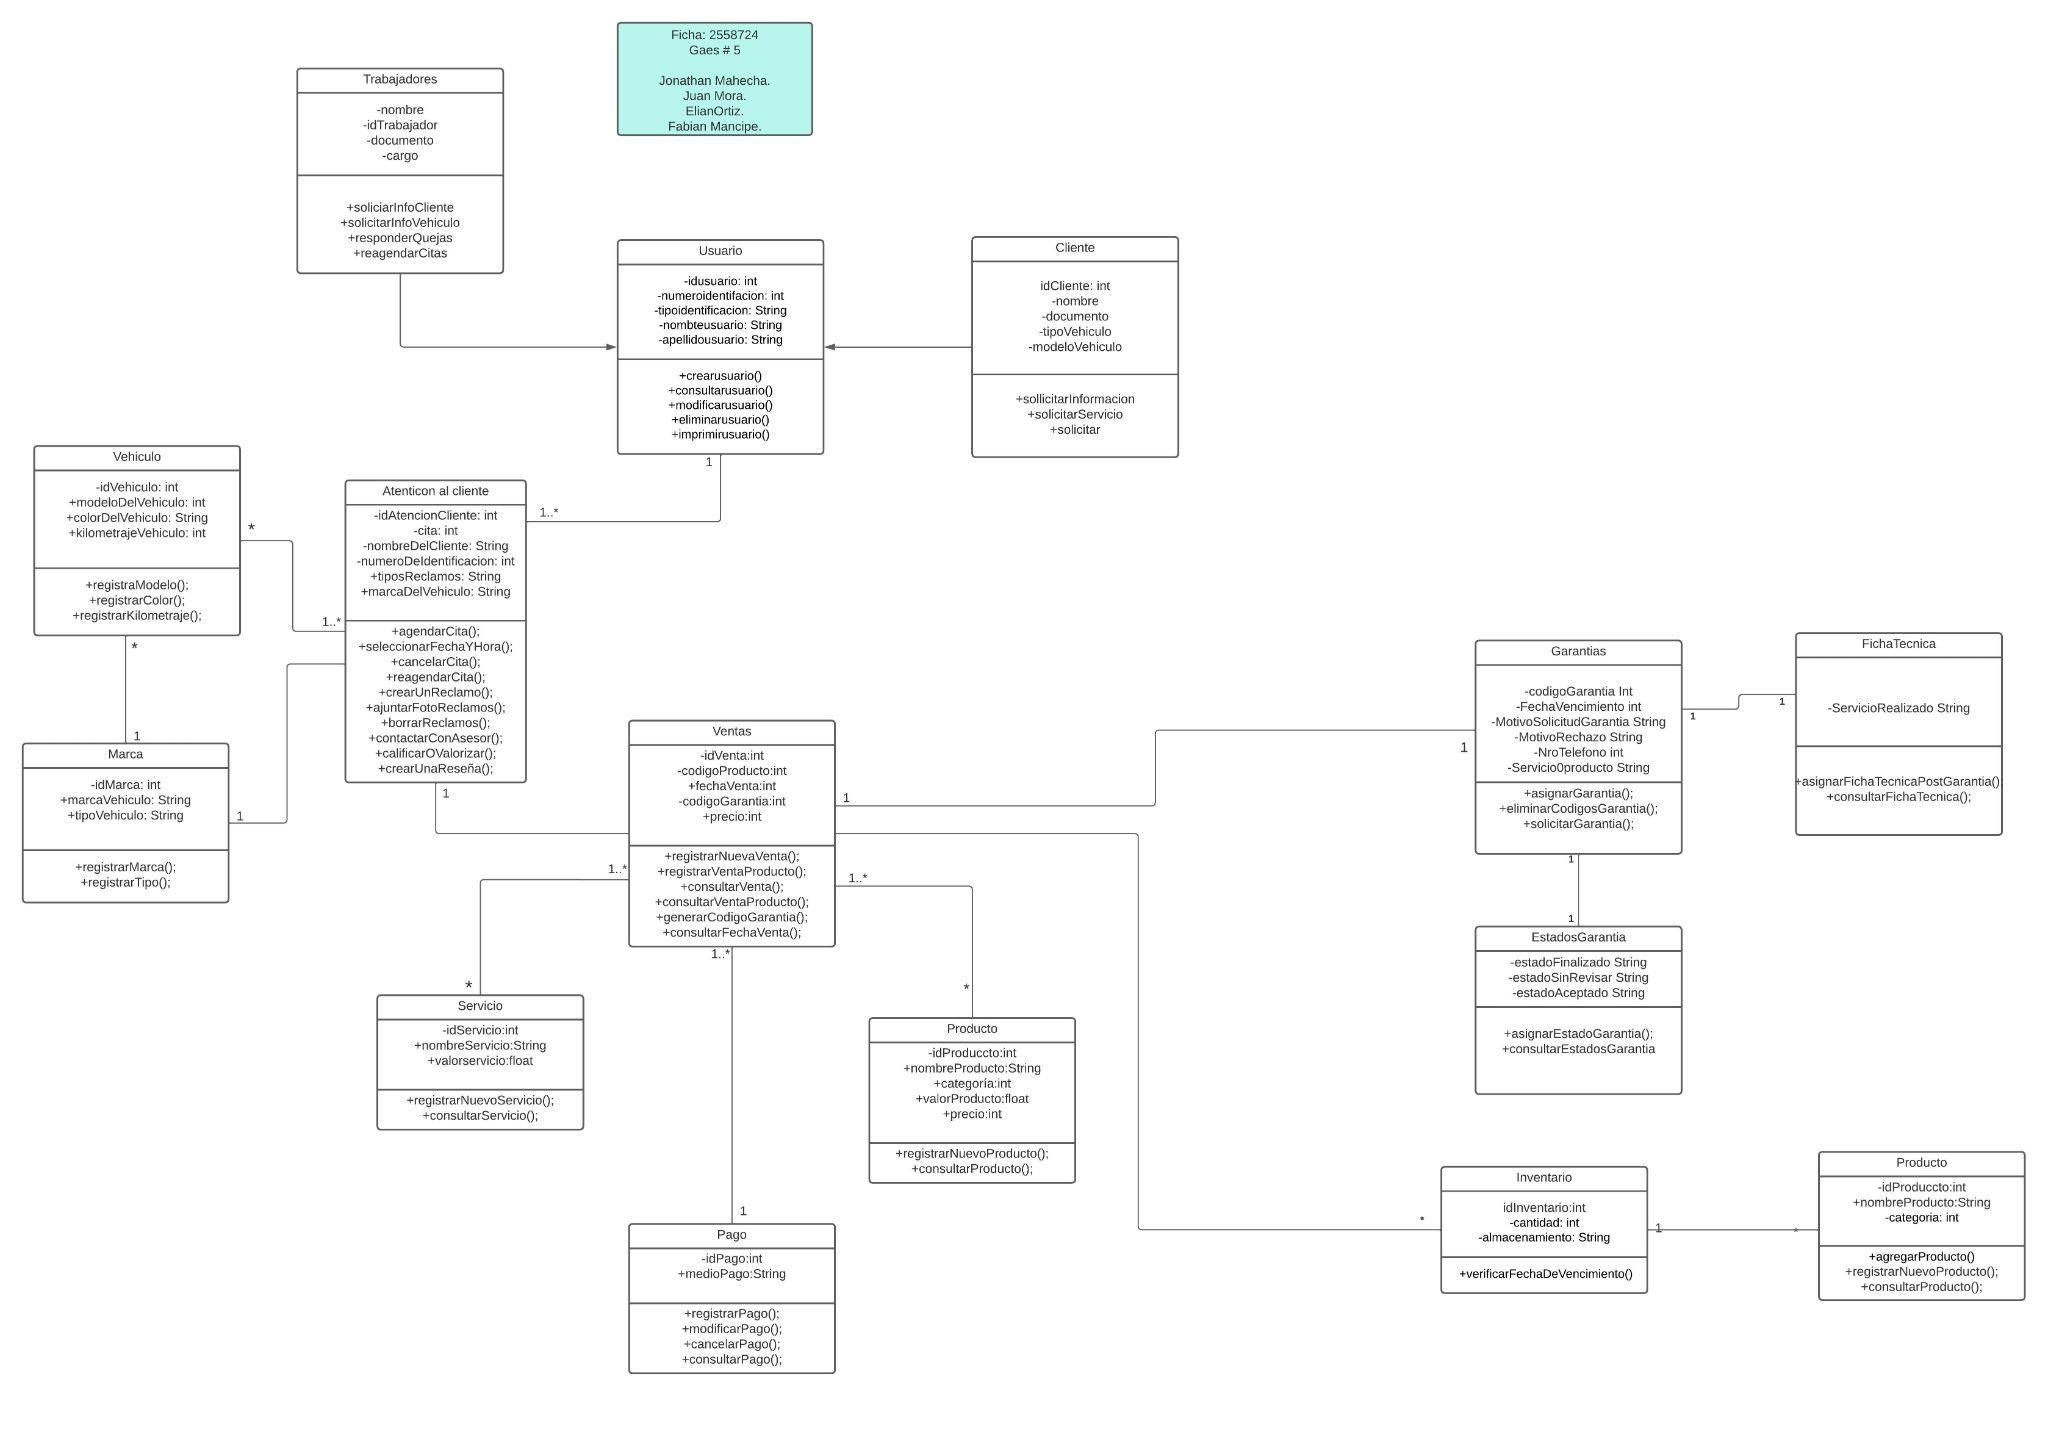 Ficha: 2558724
Gaes # 5
Jonathan Mahecha.
Juan Mora.
ElianOrtiz.
Fabian Mancipe.
Trabajadores
-nombre
-idTrabajador
-documento
-cargo
+soliciarInfoCliente
+solicitarInfoVehiculo
+responderQuejas
+reagendarCitas
Usuario
-idusuario: int
-numeroidentifacion: int
-tipoidentificacion: String
-nombteusuario: String
-apellidousuario: String
+crearusuario()
+consultarusuario()
+modificarusuario()
+eliminarusuario()
+imprimirusuario()
1
1..*
Cliente
idCliente: int
-nombre
-documento
-tipoVehiculo
-modeloVehiculo
+sollicitarInformacion
+solicitarServicio
+solicitar
Vehiculo
-idVehiculo: int
+modeloDelVehiculo: int
+colorDelVehiculo: String
+kilometrajeVehiculo: int
+registraModelo();
+registrarColor();
+registrarKilometraje();
*
1..*
*
1
Atenticon al cliente
-idAtencionCliente: int
-cita: int
-nombreDelCliente: String
-numeroDeIdentificacion: int
+tiposReclamos: String
+marcaDelVehiculo: String
+agendarCita();
+seleccionarFechaYHora();
+cancelarCita();
+reagendarCita();
+crearUnReclamo();
+ajuntarFotoReclamos();
+borrarReclamos();
+contactarConAsesor();
+calificarOValorizar();
+crearUnaReseña();
1
Marca
-idMarca: int
+marcaVehiculo: String
+tipoVehiculo: String
+registrarMarca();
+registrarTipo();
1
Ventas
-idVenta:int
-codigoProducto:int
+fechaVenta:int
-codigoGarantia:int
+precio:int
+registrarNuevaVenta();
+registrarVentaProducto();
+consultarVenta();
+consultarVentaProducto();
+generarCodigoGarantia();
+consultarFechaVenta();
1
1
1..*
1..*
1..*
Garantias
-codigoGarantia Int
-FechaVencimiento int
-MotivoSolicitudGarantia String
-MotivoRechazo String
-NroTelefono int
-Servicio0producto String
+asignarGarantia();
+eliminarCodigosGarantia();
+solicitarGarantia();
1
1
FichaTecnica
-ServicioRealizado String
+asignarFichaTecnicaPostGarantia();
+consultarFichaTecnica();
1
1
EstadosGarantia
-estadoFinalizado String
-estadoSinRevisar String
-estadoAceptado String
+asignarEstadoGarantia();
+consultarEstadosGarantia
*
Servicio
-idServicio:int
+nombreServicio:String
+valorservicio:float
+registrarNuevoServicio();
+consultarServicio();
*
Producto
-idProduccto:int
+nombreProducto:String
+categoría:int
+valorProducto:float
+precio:int
+registrarNuevoProducto();
+consultarProducto();
1
Pago
-idPago:int
+medioPago:String
+registrarPago();
+modificarPago();
+cancelarPago();
+consultarPago();
*
Inventario
idInventario:int
-cantidad: int
-almacenamiento: String
+verificarFechaDeVencimiento()
1
*
Producto
-idProduccto:int
+nombreProducto:String
-categoria: int
+agregarProducto()
+registrarNuevoProducto();
+consultarProducto();